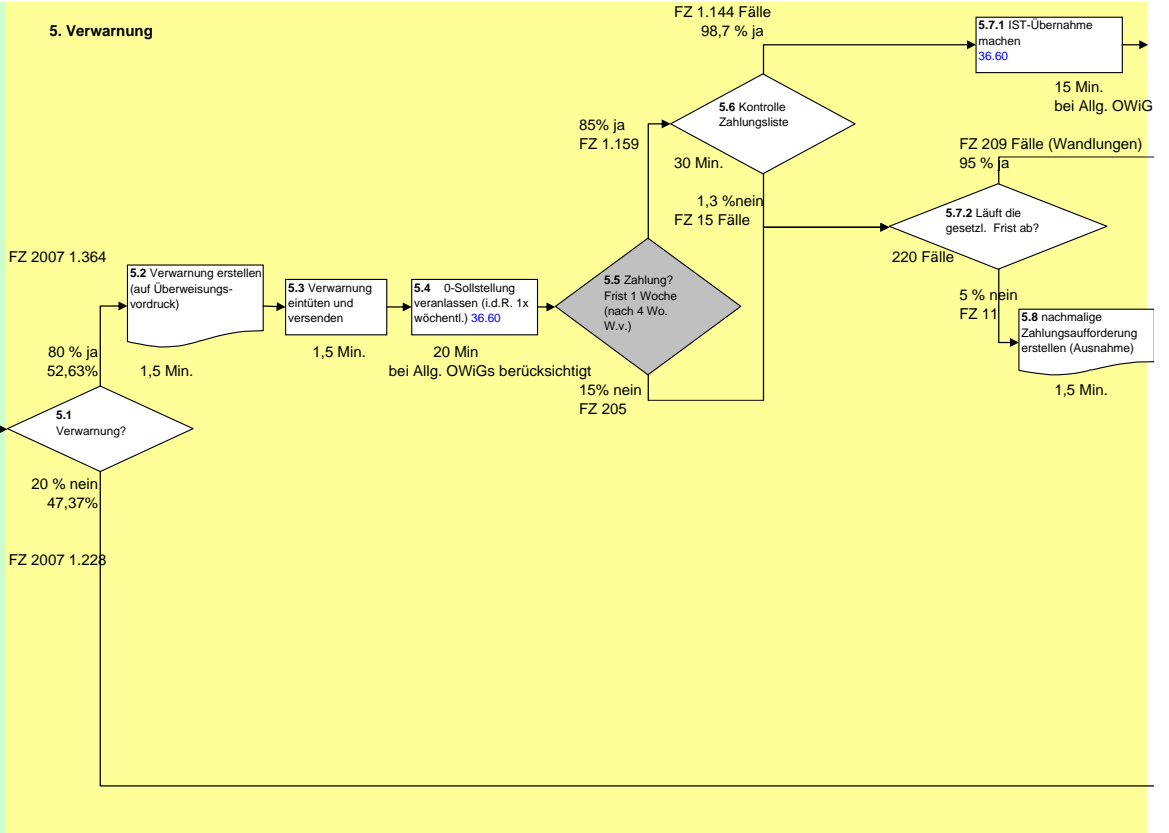 5. Verwarnung
FZ 1.144 Fälle
98,7 % ja
5.7.1 IST-Übernahme
machen
36.60
15 Min.
bei Allg. OWiG
5.6 Kontrolle
Zahlungsliste
85% ja
FZ 1.159
30 Min.
1,3 %nein
FZ 15 Fälle
FZ 209 Fälle (Wandlungen)
95 % ja
5.7.2 Läuft die
gesetzl. Frist ab?
220 Fälle
5 % nein
FZ 11
5.8 nachmalige
Zahlungsaufforderung
erstellen (Ausnahme)
1,5 Min.
FZ 2007 1.364
5.2 Verwarnung erstellen
(auf Überweisungs-
vordruck)
1,5 Min.
5.3 Verwarnung
eintüten und
versenden
1,5 Min.
5.4 0-Sollstellung
veranlassen (i.d.R. 1x
wöchentl.) 36.60
20 Min
bei Allg. OWiGs berücksichtigt
5.5 Zahlung?
Frist 1 Woche
(nach 4 Wo.
W.v.)
15% nein
FZ 205
80 % ja
52,63%
5.1
Verwarnung?
20 % nein
47,37%
FZ 2007 1.228